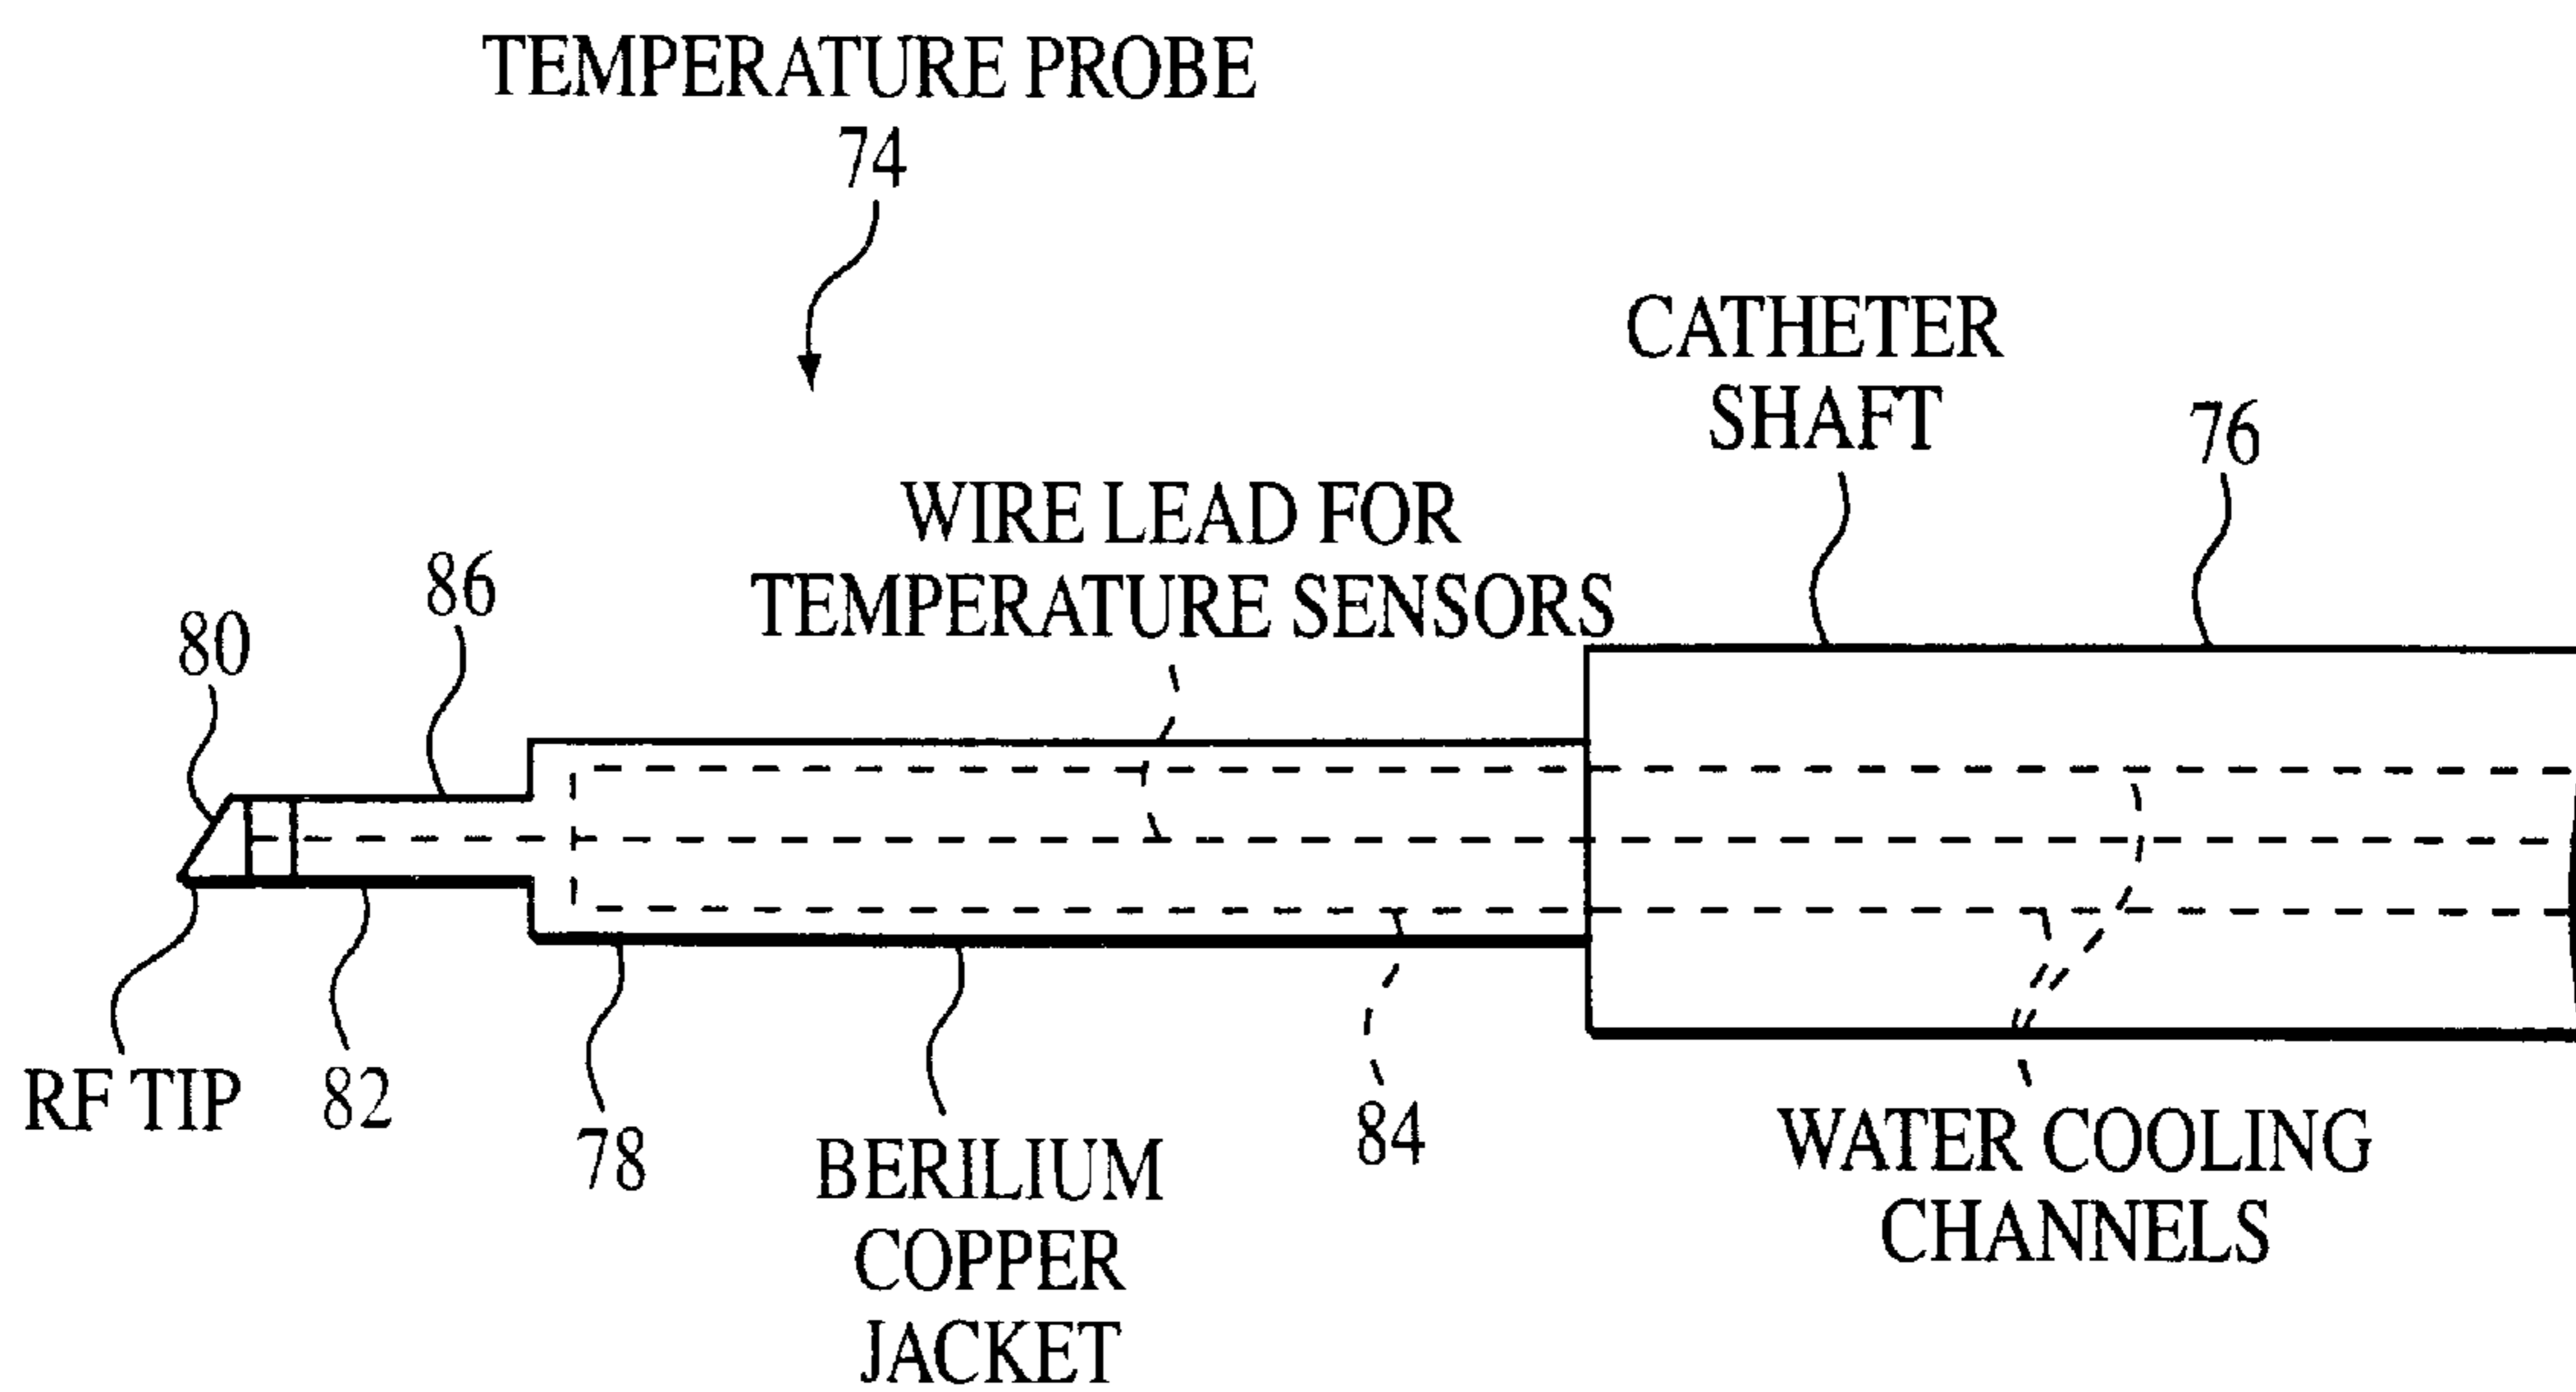 TEMPERATURE PROBE
74
CATHETER
SHAFT
76
WIRE LEAD FOR
TEMPERATURE SENSORS
86
80
RF TIP
82
78
BERILIUM
COPPER
JACKET
84
WATER COOLING
CHANNELS